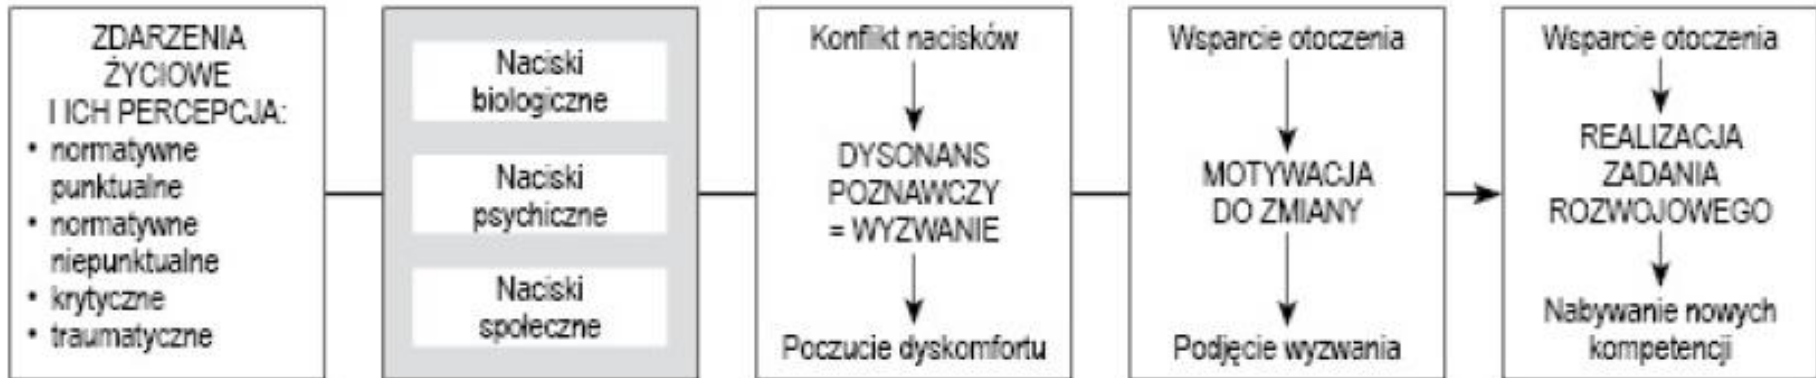 ZDARZENIA
ŻYCIOWE
I ICH PERCEPCJA:
• normatywne
punktualne
• normatywne
niepunktualne
• krytyczne
• traumatyczne
Naciski
biologiczne
Naciski
psychiczne
Naciski
społeczne
Konflikt nacisków
DYSONANS
POZNAWCZY
= WYZWANIE
Poczucie dyskomfortu
Wsparcie otoczenia
MOTYWACJA
DO ZMIANY
Podjęcie wyzwania
Wsparcie otoczenia
REALIZACJA
ZADANIA
ROZWOJOWEGO
Nabywanie nowych
kompetencji